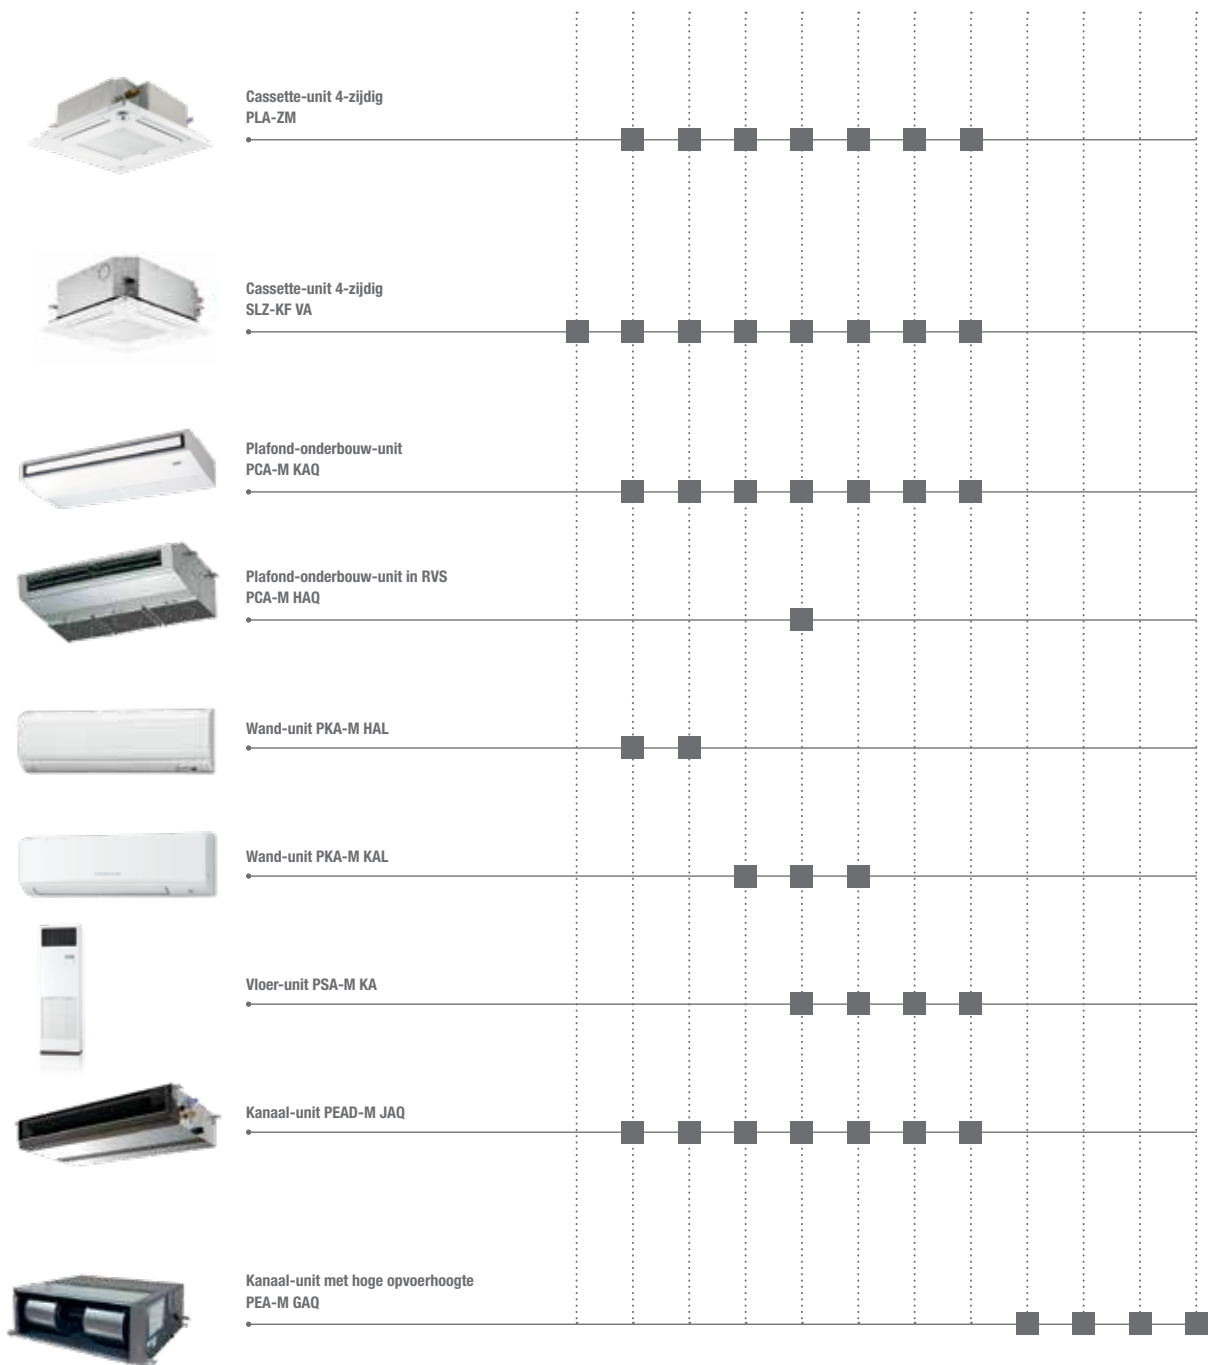 Cassette-unit 4-zijdig
PLA-ZM
Cassette-unit 4-zijdig
SLZ-KF VA
Plafond-onderbouw-unit
PCA-M KAQ
Plafond-onderbouw-unit in RVS
PCA-M HAQ
Wand-unit PKA-M HAL
Wand-unit PKA-M KAL
Vloer-unit PSA-M KA
Kanaal-unit PEAD-M JAQ
Kanaal-unit met hoge opvoerhoogte
PEA-M GAQ